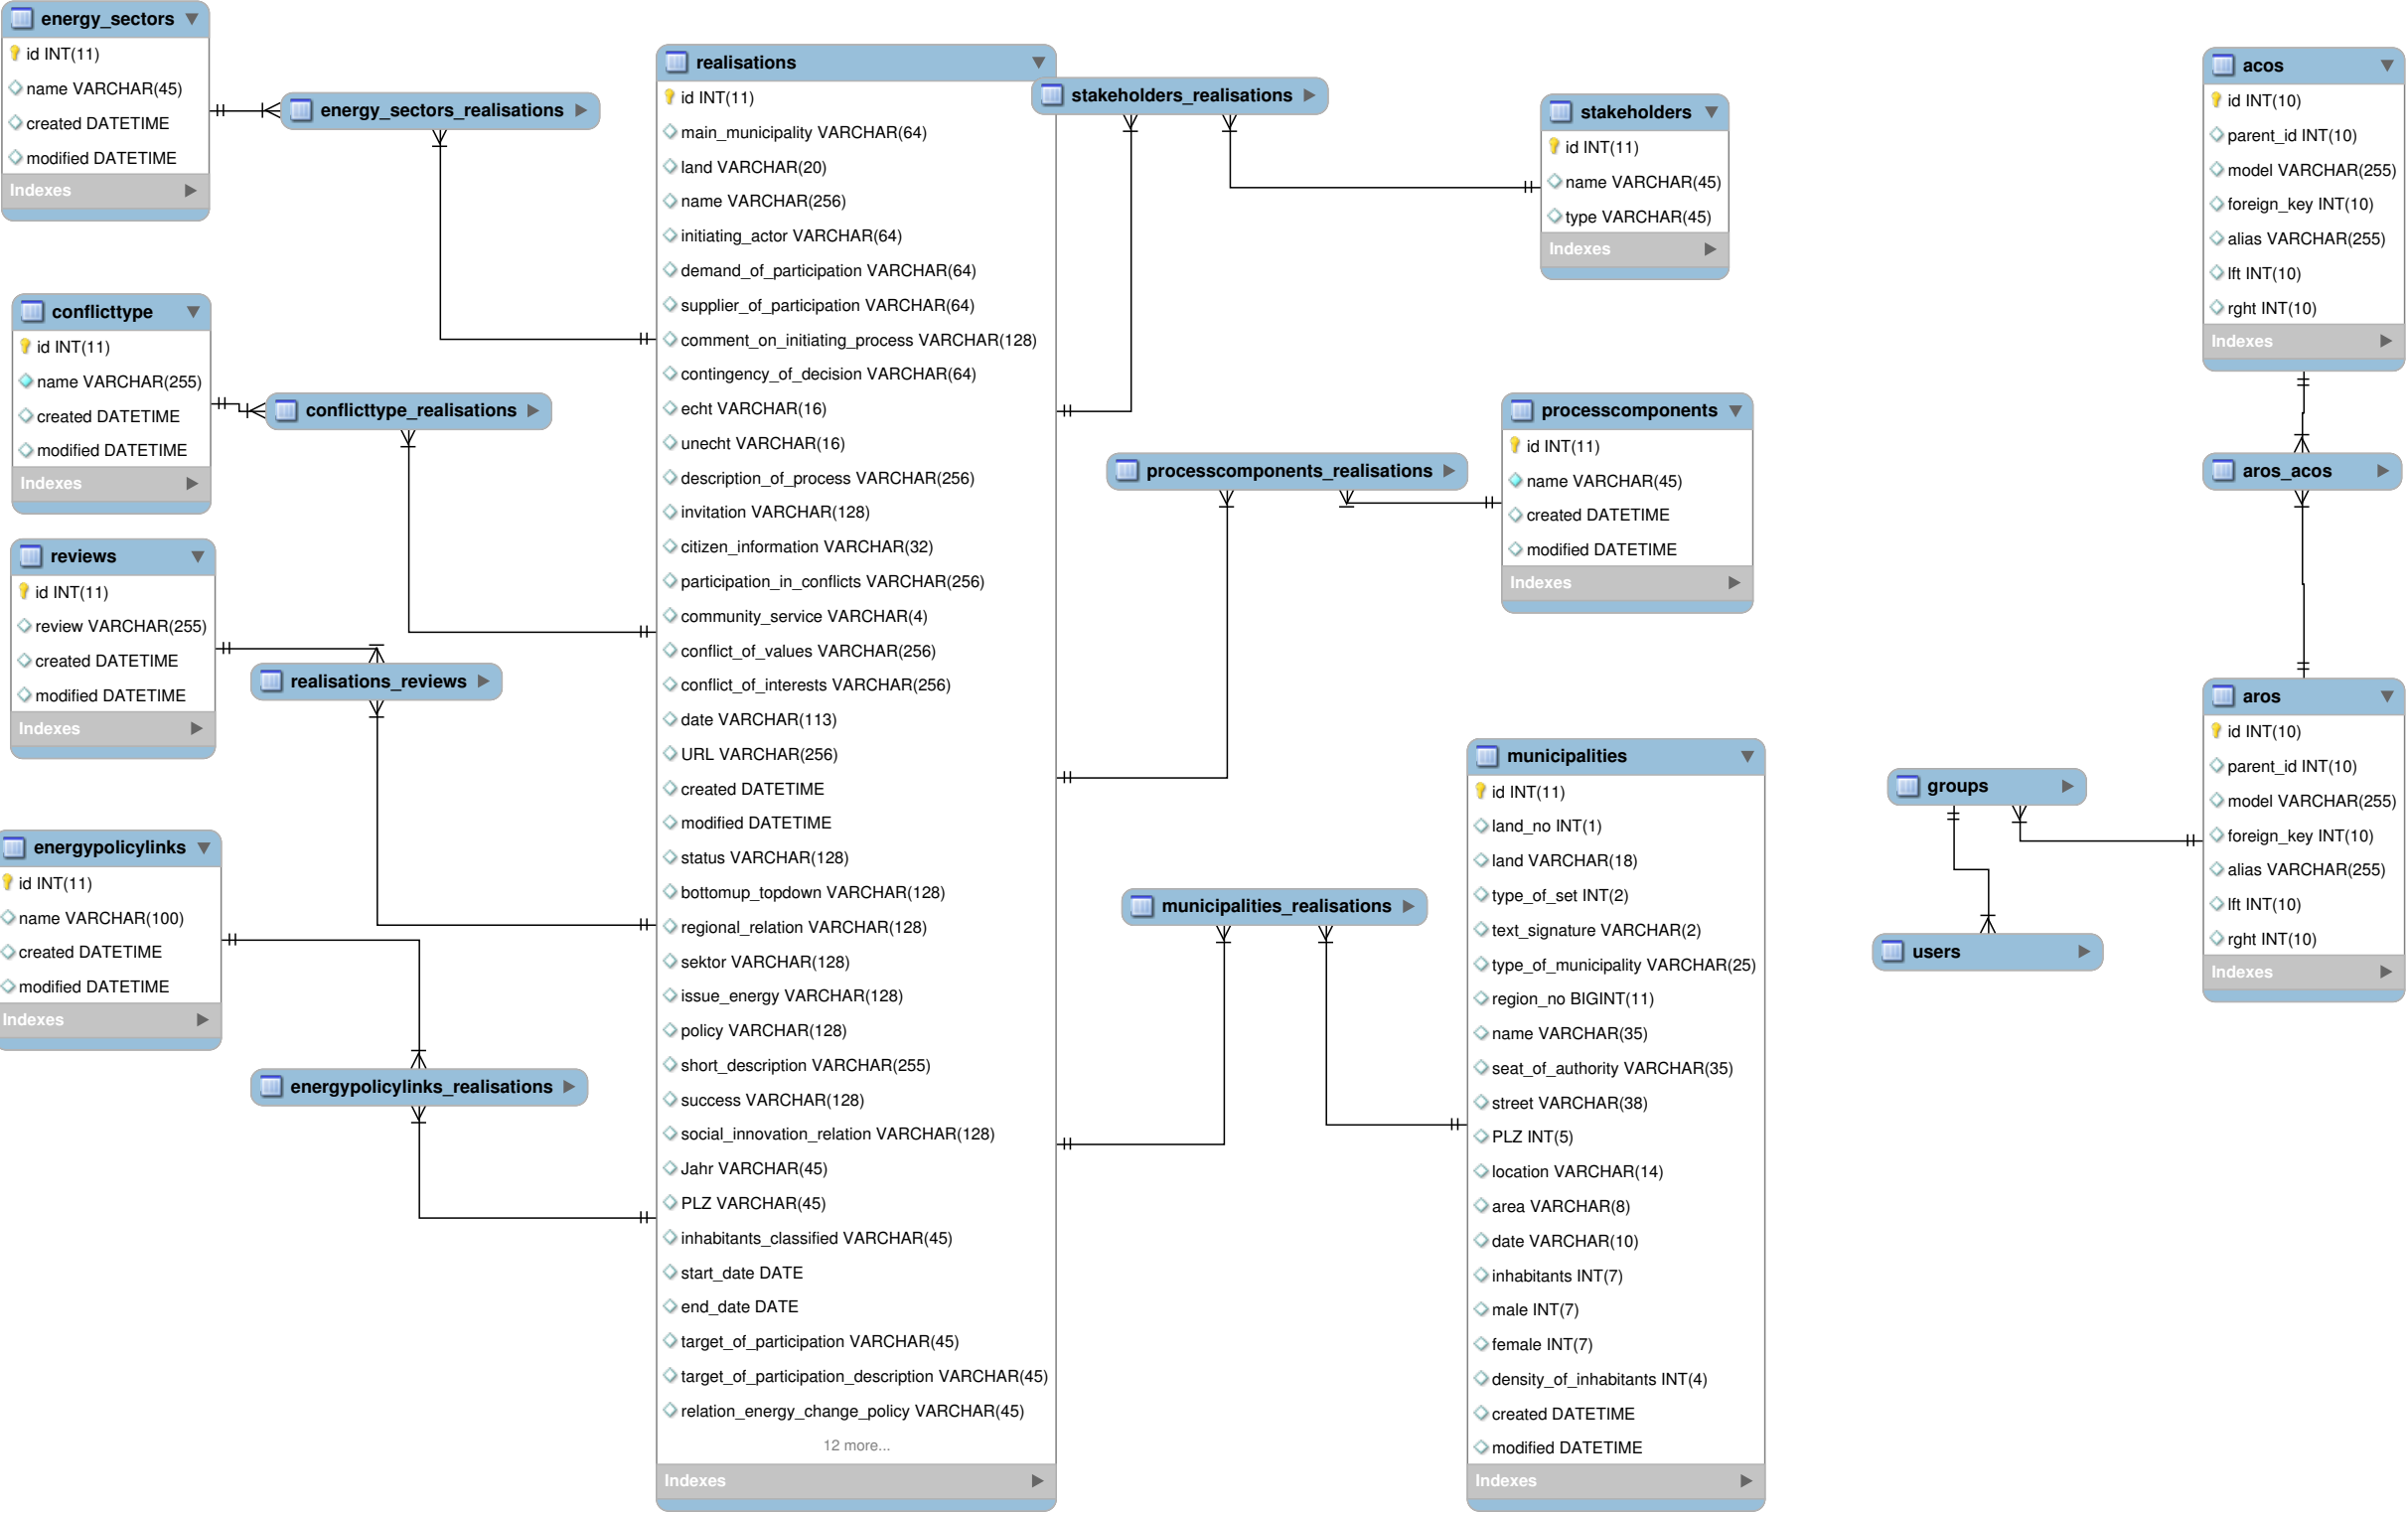 energy_sectors
id INT(11)
name VARCHAR(45)
created DATETIME
modified DATETIME
Indexes
energy_sectors_realisations
conflicttype
id INT(11)
name VARCHAR(255)
created DATETIME
modified DATETIME
Indexes
conflicttype_realisations
reviews
id INT(11)
review VARCHAR(255)
created DATETIME
modified DATETIME
Indexes
realisations_reviews
energypolicylinks
id INT(11)
name VARCHAR(100)
created DATETIME
modified DATETIME
Indexes
energypolicylinks_realisations
realisations
id INT(11)
main_municipality VARCHAR(64)
land VARCHAR(20)
name VARCHAR(256)
initiating_actor VARCHAR(64)
demand_of_participation VARCHAR(64)
supplier_of_participation VARCHAR(64)
comment_on_initiating_process VARCHAR(128)
contingency_of_decision VARCHAR(64)
echt VARCHAR(16)
unecht VARCHAR(16)
description_of_process VARCHAR(256)
invitation VARCHAR(128)
citizen_information VARCHAR(32)
participation_in_conflicts VARCHAR(256)
community_service VARCHAR(4)
conflict_of_values VARCHAR(256)
conflict_of_interests VARCHAR(256)
date VARCHAR(113)
URL VARCHAR(256)
created DATETIME
modified DATETIME
status VARCHAR(128)
bottomup_topdown VARCHAR(128)
regional_relation VARCHAR(128)
sektor VARCHAR(128)
issue_energy VARCHAR(128)
policy VARCHAR(128)
short_description VARCHAR(255)
success VARCHAR(128)
social_innovation_relation VARCHAR(128)
Jahr VARCHAR(45)
PLZ VARCHAR(45)
inhabitants_classified VARCHAR(45)
start_date DATE
end_date DATE
target_of_participation VARCHAR(45)
target_of_participation_description VARCHAR(45)
relation_energy_change_policy VARCHAR(45)
12 more...
Indexes
stakeholders_realisations
stakeholders
id INT(11)
name VARCHAR(45)
type VARCHAR(45)
Indexes
processcomponents_realisations
processcomponents
id INT(11)
name VARCHAR(45)
created DATETIME
modified DATETIME
Indexes
municipalities_realisations
municipalities
id INT(11)
land_no INT(1)
land VARCHAR(18)
type_of_set INT(2)
text_signature VARCHAR(2)
type_of_municipality VARCHAR(25)
region_no BIGINT(11)
name VARCHAR(35)
seat_of_authority VARCHAR(35)
street VARCHAR(38)
PLZ INT(5)
location VARCHAR(14)
area VARCHAR(8)
date VARCHAR(10)
inhabitants INT(7)
male INT(7)
female INT(7)
density_of_inhabitants INT(4)
created DATETIME
modified DATETIME
Indexes
groups
users
acos
id INT(10)
parent_id INT(10)
model VARCHAR(255)
foreign_key INT(10)
alias VARCHAR(255)
lft INT(10)
rght INT(10)
Indexes
aros_acos
aros
id INT(10)
parent_id INT(10)
model VARCHAR(255)
foreign_key INT(10)
alias VARCHAR(255)
lft INT(10)
rght INT(10)
Indexes